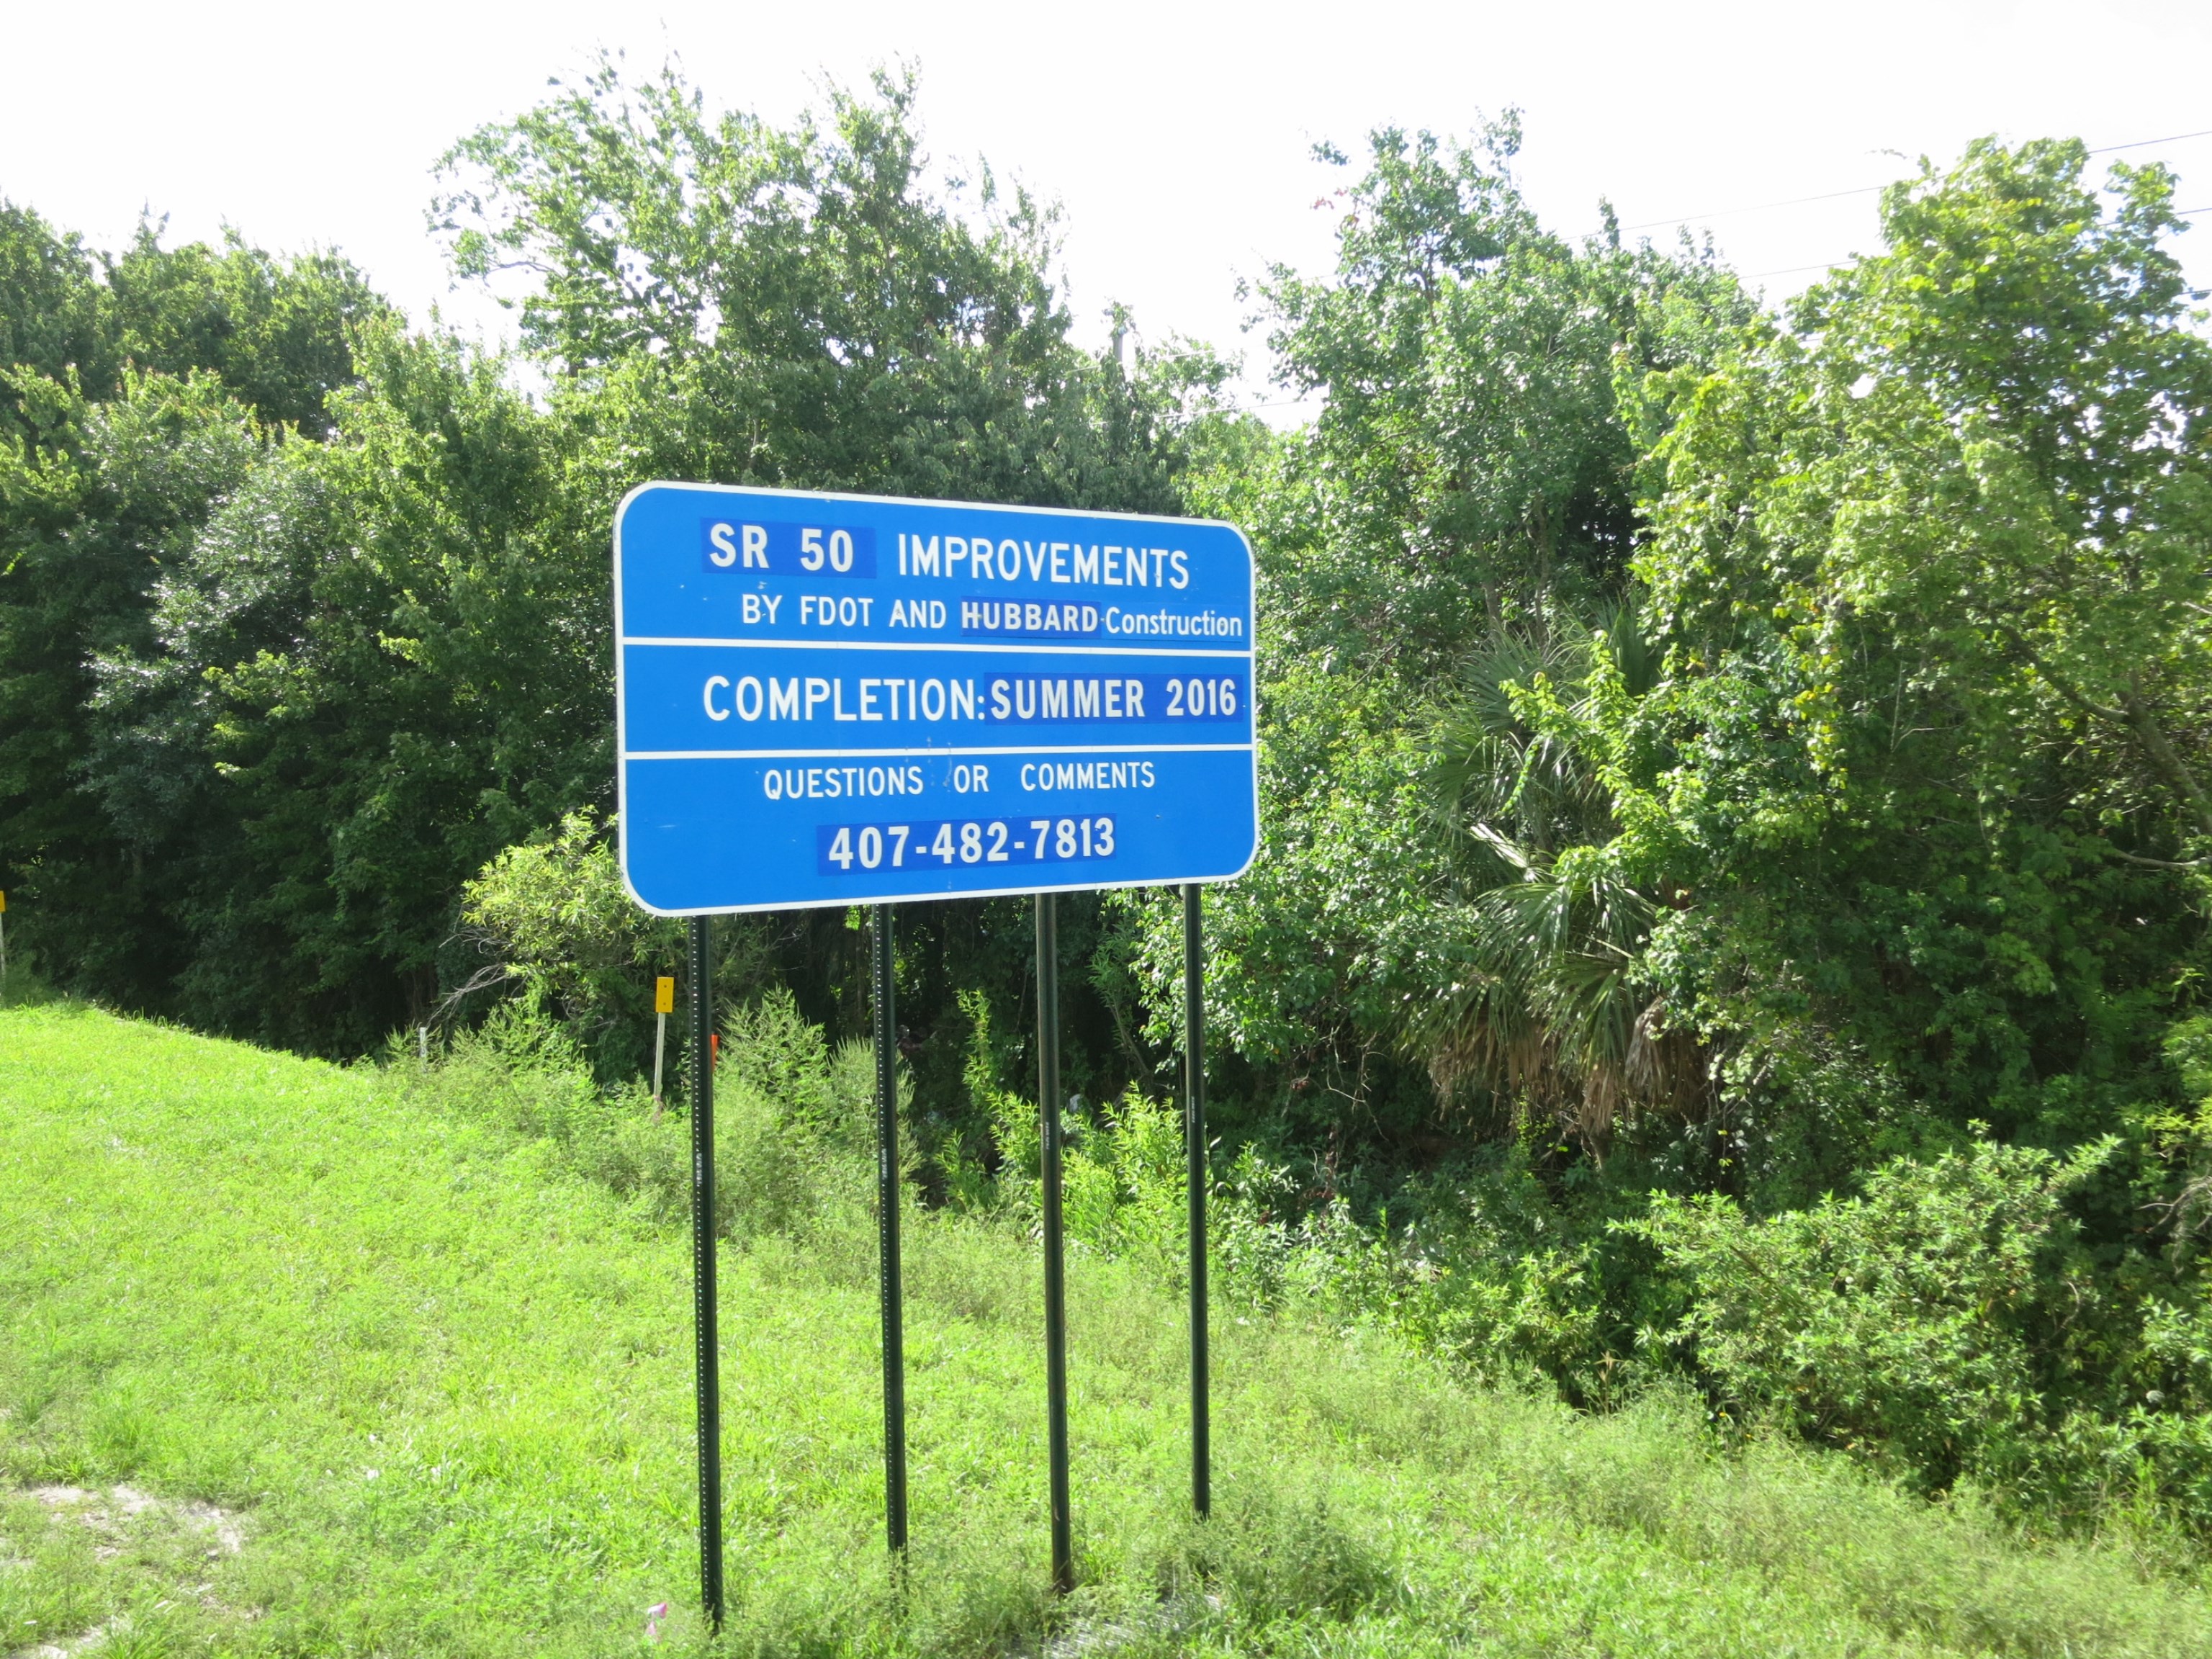 SR 50 IMPROVEMENTS
BY FDOT AND HUBBARD Construction
COMPLETION: SUMMER 2016
QUESTIONS OR COMMENTS
407-482-7813